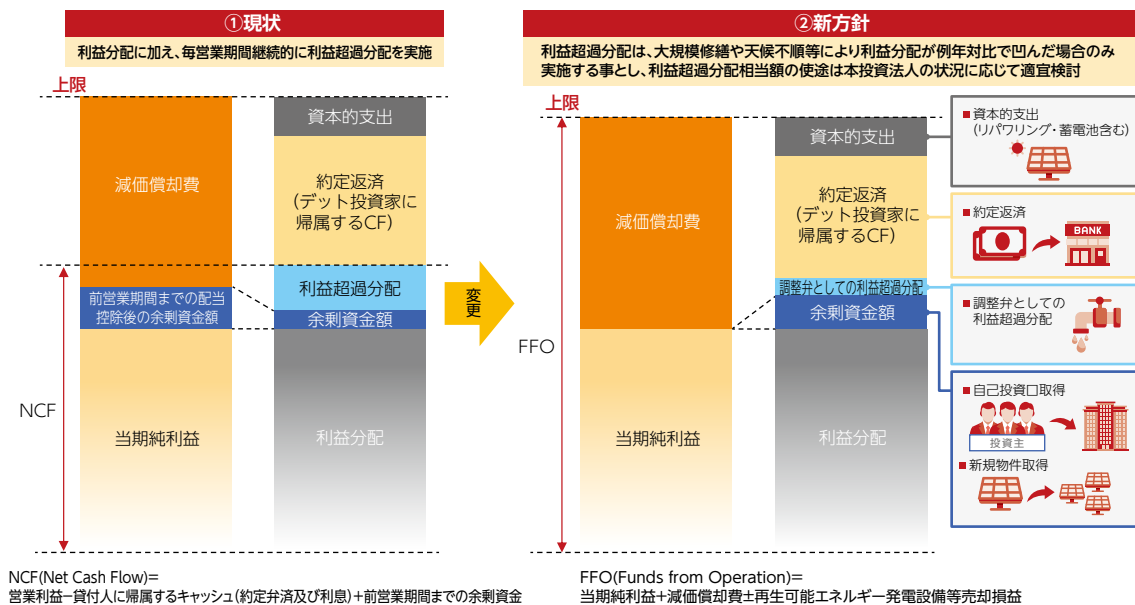 ①現状
利益分配に加え、毎営業期間継続的に利益超過分配を実施
上限
減価償却費
前営業期間までの配当
控除後の余剰資金額
当期純利益
NCF
資本的支出
約定返済
(デット投資家に
帰属するCF)
利益超過分配
余剰資金額
利益分配
NCF(Net Cash Flow)=
営業利益−貸付人に帰属するキャッシュ(約定弁済及び利息)+前営業期間までの余剰資金
変更
②新方針
利益超過分配は、大規模修繕や天候不順等により利益分配が例年対比で凹んだ場合のみ
実施する事とし、利益超過分配相当額の使途は本投資法人の状況に応じて適宜検討
上限
FFO
減価償却費
当期純利益
資本的支出
約定返済
(デット投資家に
帰属するCF)
調整弁としての利益超過分配
余剰資金額
利益分配
■資本的支出
(リパワリング・蓄電池含む)
■約定返済
BANK
■調整弁としての
利益超過分配
■自己投資口取得
投資主
■新規物件取得
FFO(Funds from Operation)=
当期純利益+減価償却費±再生可能エネルギー発電設備等売却損益